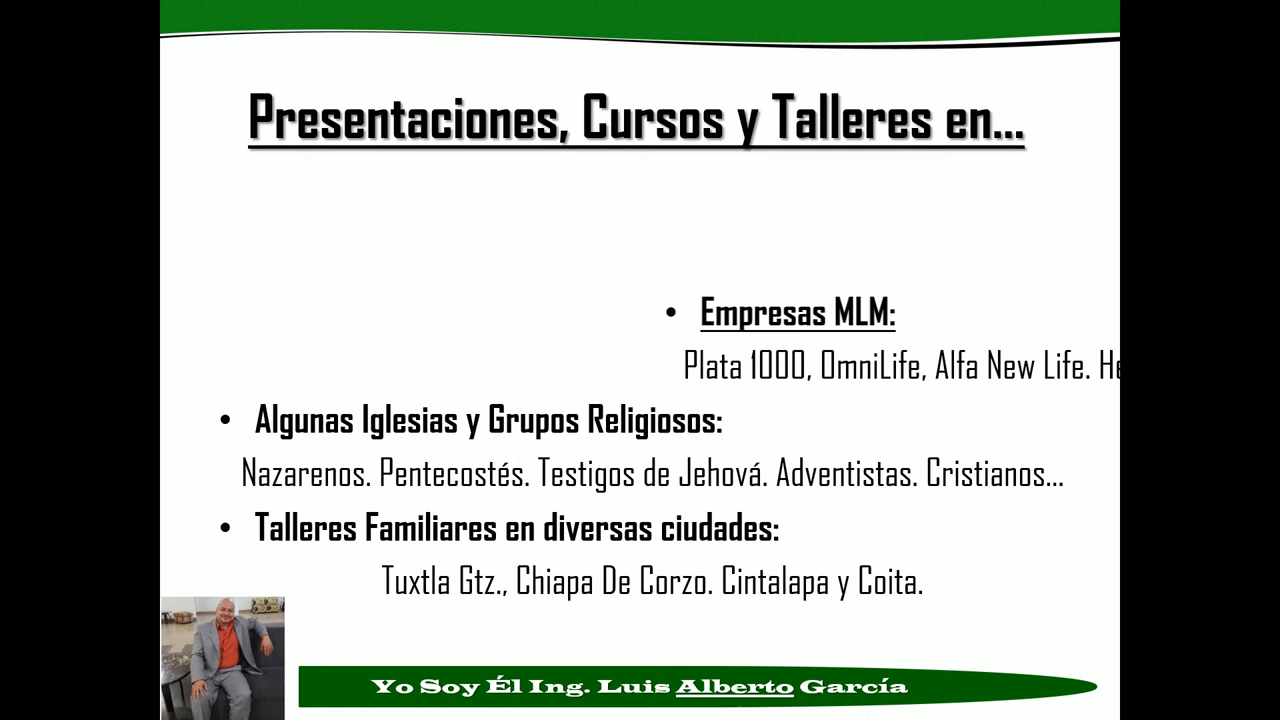 Presentaciones, Cursos y Talleres en...
• Empresas MLM:
Plata 1000, OmniLife, Alfa New Life.
• Algunas Iglesias y Grupos Religiosos:
Nazarenos. Pentecostés. Testigos de Jehová. Adventistas. Cristianos...
• Talleres Familiares en diversas ciudades:
Tuxtla Gtz., Chiapa De Corzo. Cintalapa y Coita.
Yo Soy Él Ing. Luis Alberto García